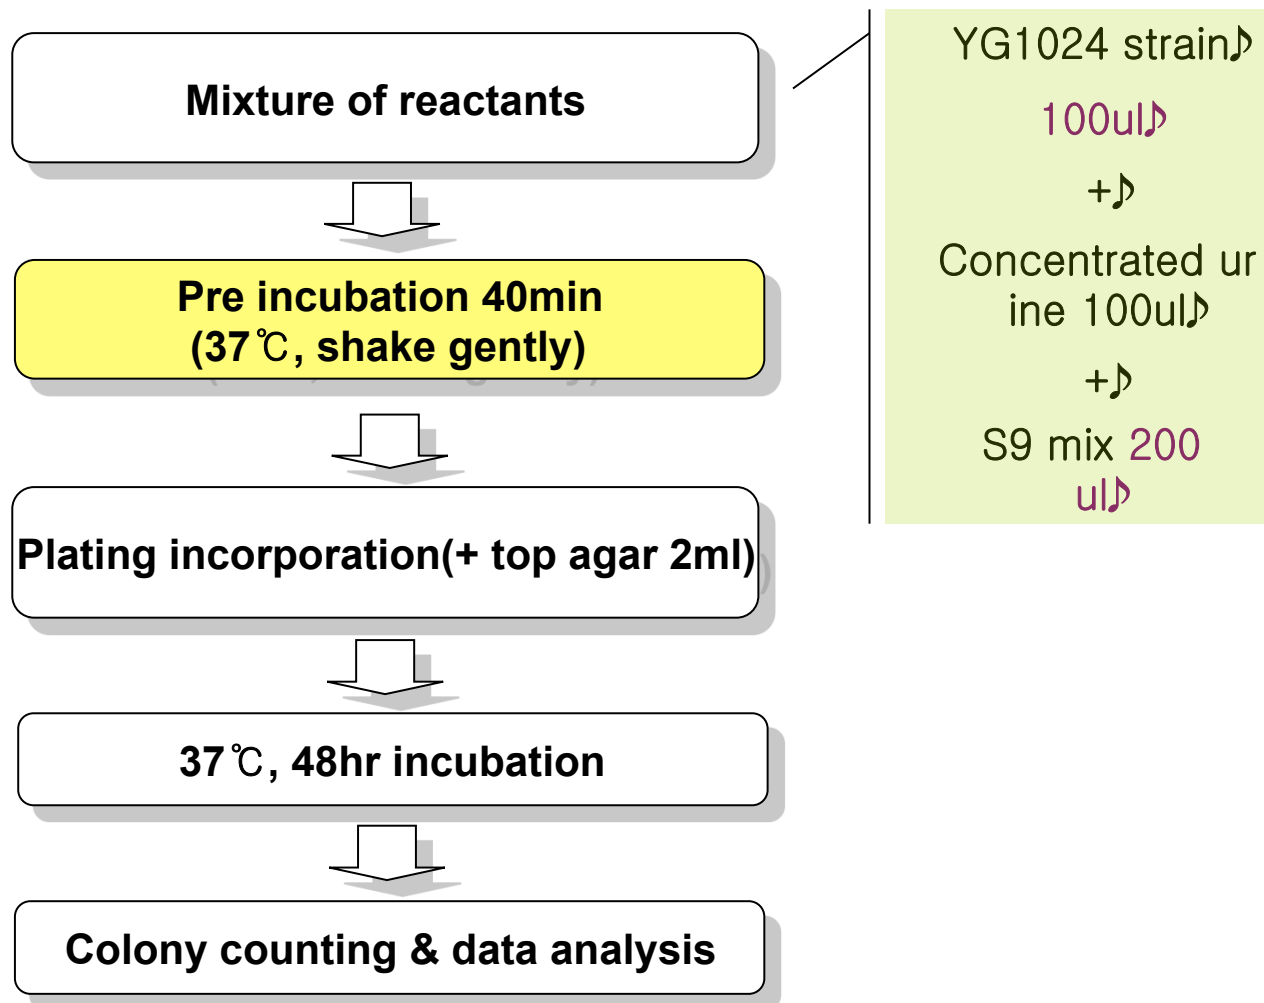 Mixture of reactants
Pre incubation 40min
(37℃, shake gently)
Plating incorporation(+ top agar 2ml)
37℃, 48hr incubation
Colony counting & data analysis
YG1024 strain♪
100ul♪
+♪
Concentrated ur
ine 100ul♪
+♪
S9 mix 200
ul♪